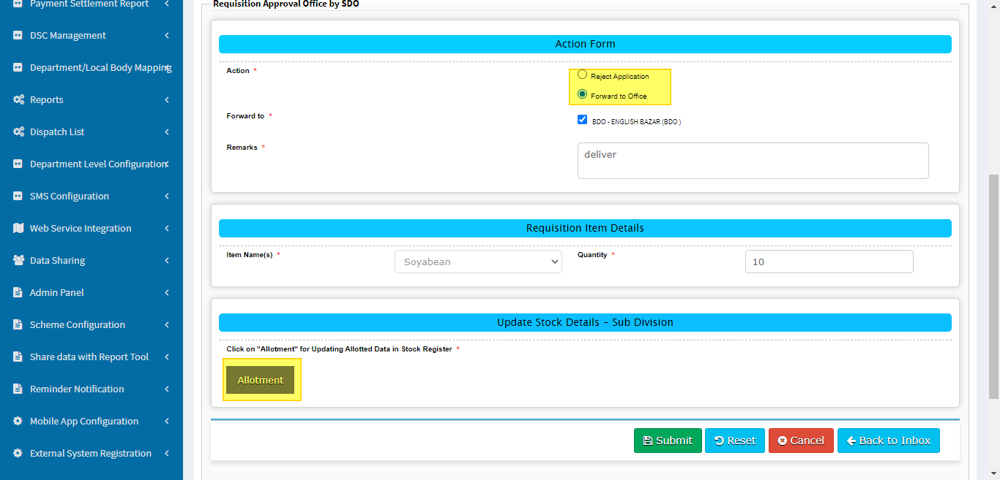 Payment Settlement Report
DSC Management
Department/Local Body Mapping
Reports
Dispatch List
Department Level Configuration
SMS Configuration
Web Service Integration
Data Sharing
Admin Panel
Scheme Configuration
Share data with Report Tool
Reminder Notification
Mobile App Configuration
External System Registration
Requisition Approval Office by SDO
Action Form
Action *
Reject Application
Forward to Office
Forward to *
BDO - ENGLISH BAZAR (BDO )
Remarks *
deliver
Requisition Item Details
Item Name(s) * Soyabean Quantity * 10
Update Stock Details – Sub Division
Click on "Allotment" for Updating Allotted Data in Stock Register *
Allotment
Submit Reset Cancel Back to Inbox